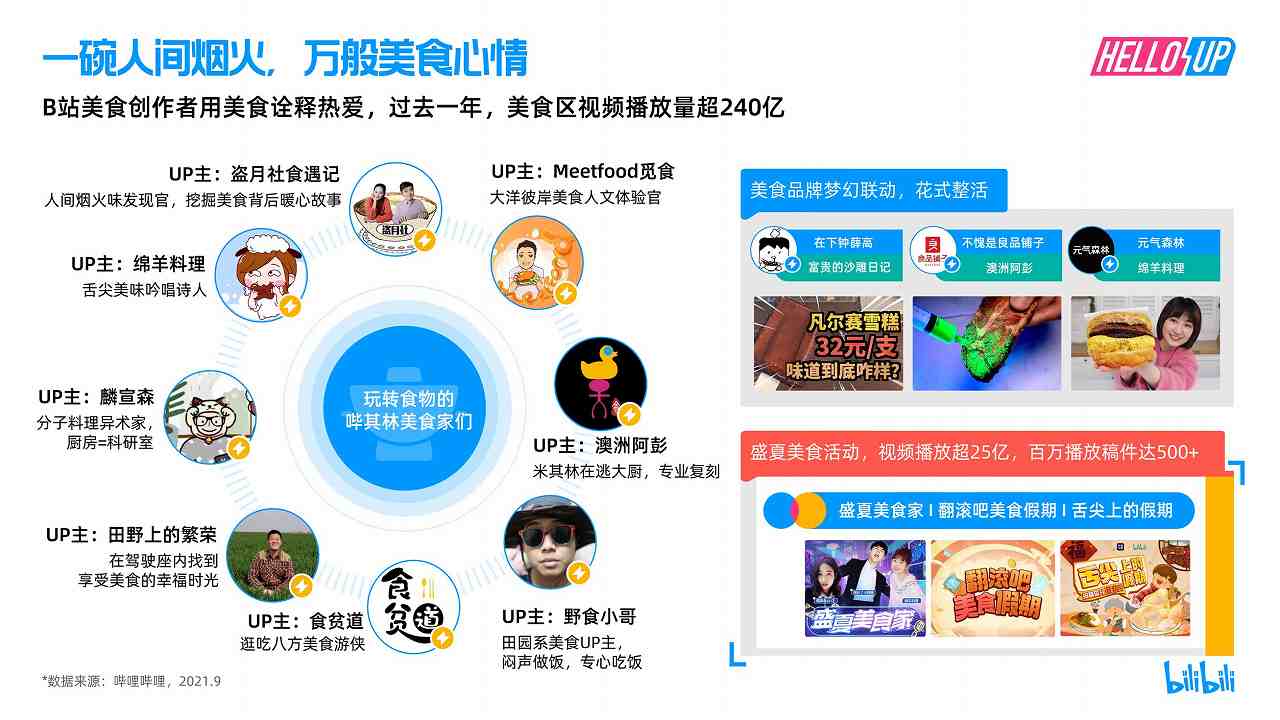 一碗人间烟火，万般美食心情
HELLO UP
B站美食创作者用美食诠释热爱，过去一年，美食区视频播放量超240亿
UP主：盗月社食遇记
人间烟火味发现官，挖掘美食背后暖心故事
盗月社
UP主：Meetfood觅食
大洋彼岸美食人文体验官
UP主：绵羊料理
舌尖美味吟唱诗人
UP主：麟宣森
分子料理异术家，
厨房=科研室
玩转食物的
哔其林美食家们
UP主：澳洲阿彭
米其林在逃大厨，专业复刻
UP主：田野上的繁荣
在驾驶座内找到
享受美食的幸福时光
UP主：食贫道
逛吃八方美食游侠
食贫道
UP主：野食小哥
田园系美食UP主，
闷声做饭，专心吃饭
美食品牌梦幻联动，花式整活
在下钟薛高
富贵的沙雕日记
良
食品铺子
不愧是良品铺子
澳洲阿彭
元气森林
元气森林
绵羊料理
凡尔赛雪糕
32元/支
味道到底咋样?
盛夏美食活动，视频播放超25亿，百万播放稿件达500+
盛夏美食家 I 翻滚吧美食假期 I 舌尖上的假期
盛夏美食家
翻滚吧
美食假期
福
舌尖上的
假期
*数据来源：哔哩哔哩，2021.9
bilibili